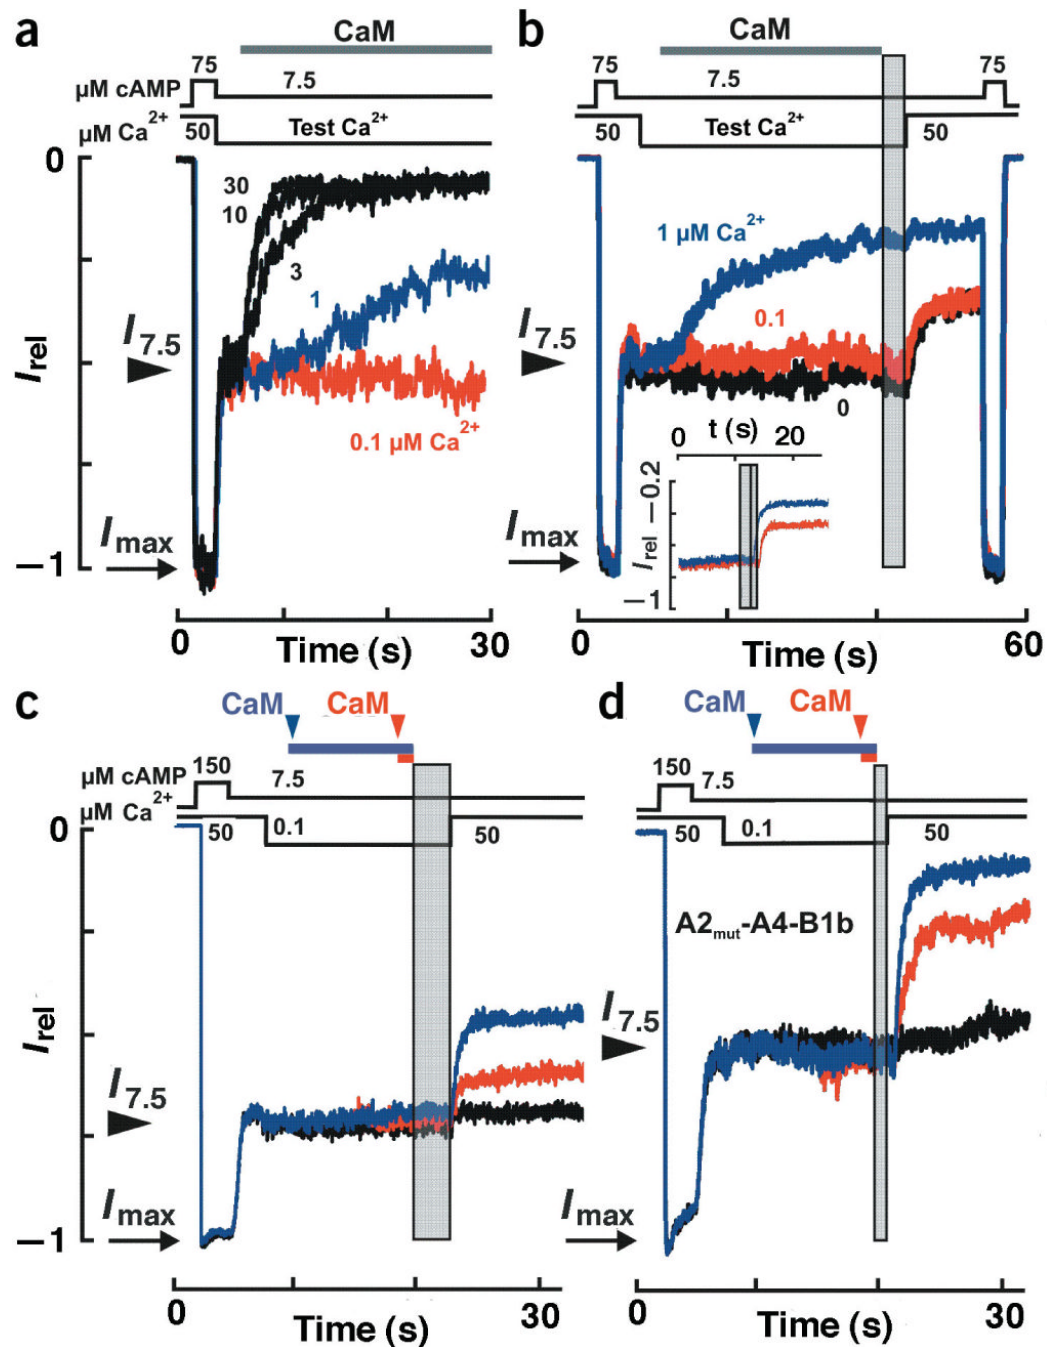 a
CaM
75
7.5
µM cAMP
µM Ca2+
50
Test Ca2+
0
30
10
3
1
I7.5
Irel
0.1 µM Ca2+
Imax
−1
0
30
Time (s)
b
CaM
75
7.5
75
50
Test Ca2+
50
1 µM Ca2+
0.1
I7.5
0
t (s)
0
20
−0.2
Irel
−1
Imax
0
60
Time (s)
c
CaM
CaM
150
µM cAMP
7.5
µM Ca2+
50
0.1
50
0
Irel
I7.5
Imax
−1
0
30
Time (s)
d
CaM
CaM
150
7.5
50
0.1
50
A2mut-A4-B1b
I7.5
Imax
0
30
Time (s)